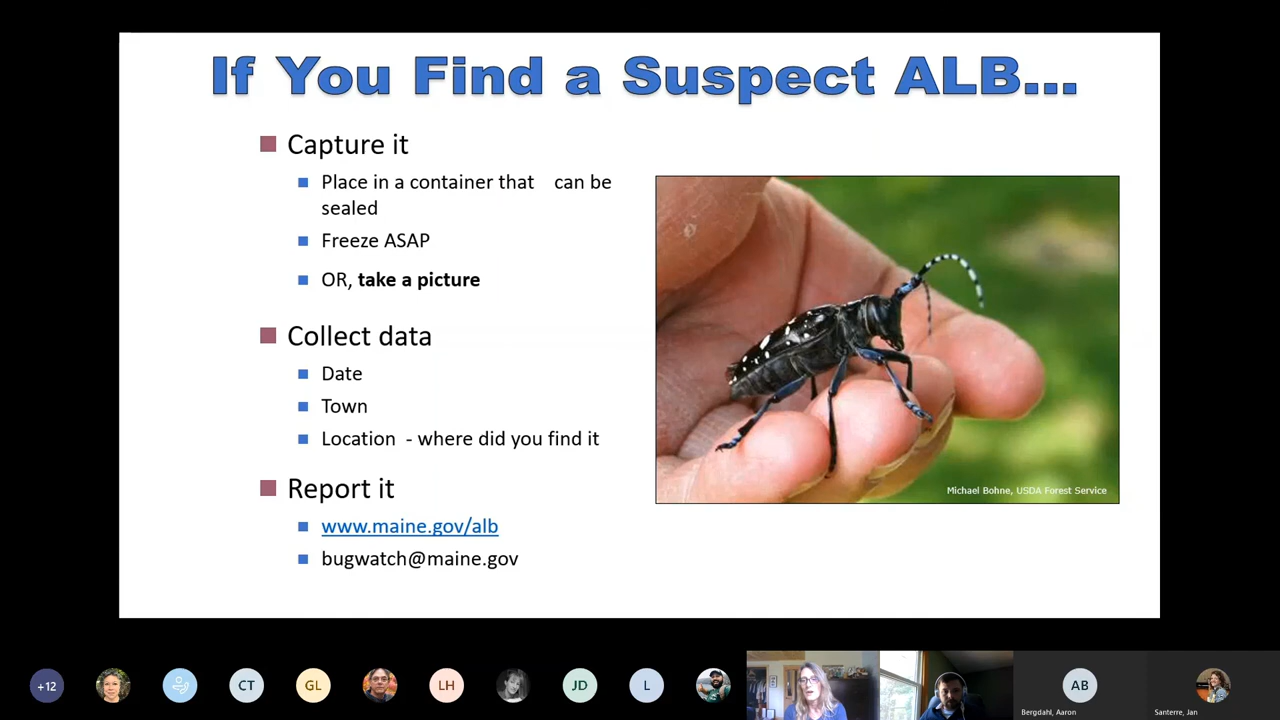 If You Find a Suspect ALB...
Capture it
Place in a container that can be
sealed
Freeze ASAP
OR, take a picture
Collect data
Date
Town
Location - where did you find it
Report it
www.maine.gov/alb
bugwatch@maine.gov
Michael Bohne, USDA Forest Service
+12
CT
GL
LH
JD
L
AB
Bergdahl, Aaron
Santerre, Jan